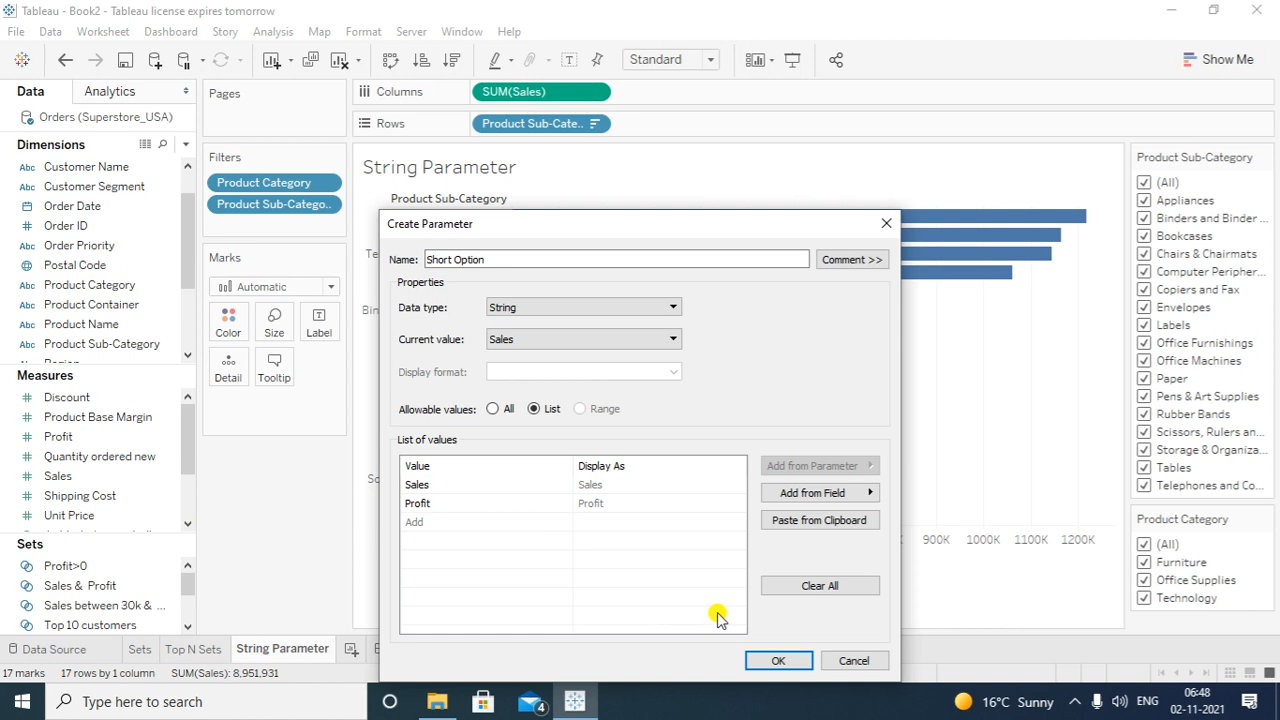 Tableau - Book2 - Tableau license expires tomorrow
File Data Worksheet Dashboard Story Analysis Map Format Server Window Help
Standard
Show Me
Data Analytics
Orders (Superstore_USA)
Dimensions
Abc Customer Name
Abc Customer Segment
Order Date
# Order ID
Abc Order Priority
Postal Code
Abc Product Category
Abc Product Container
Abc Product Name
Abc Product Sub-Category
Measures
# Discount
# Product Base Margin
# Profit
# Quantity ordered new
# Sales
# Shipping Cost
# Unit Price
Sets
Profit>0
Sales & Profit
Sales between 30k & ...
Top 10 customers
Pages
Filters
Product Category
Product Sub-Catego..
Marks
Automatic
Color Size Label
Detail Tooltip
Columns SUM(Sales)
Rows Product Sub-Cate..
String Parameter
Product Sub-Category
Te
Bin
So
900K 1000K 1100K 1200K
Create Parameter
Name: Short Option Comment >>
Properties
Data type: String
Current value: Sales
Display format:
Allowable values: All List Range
List of values
Value Display As
Sales Sales
Profit Profit
Add
Add from Parameter
Add from Field
Paste from Clipboard
Clear All
OK Cancel
Product Sub-Category
(All)
Appliances
Binders and Binder ...
Bookcases
Chairs & Chairmats
Computer Peripher...
Copiers and Fax
Envelopes
Labels
Office Furnishings
Office Machines
Paper
Pens & Art Supplies
Rubber Bands
Scissors, Rulers an...
Storage & Organiza...
Tables
Telephones and Co...
Product Category
(All)
Furniture
Office Supplies
Technology
Data Source Sets Top N Sets String Parameter
17 marks 17 rows by 1 column SUM(Sales): 8,951,931
Type here to search
4
16°C Sunny
ENG
06:48
02-11-2021